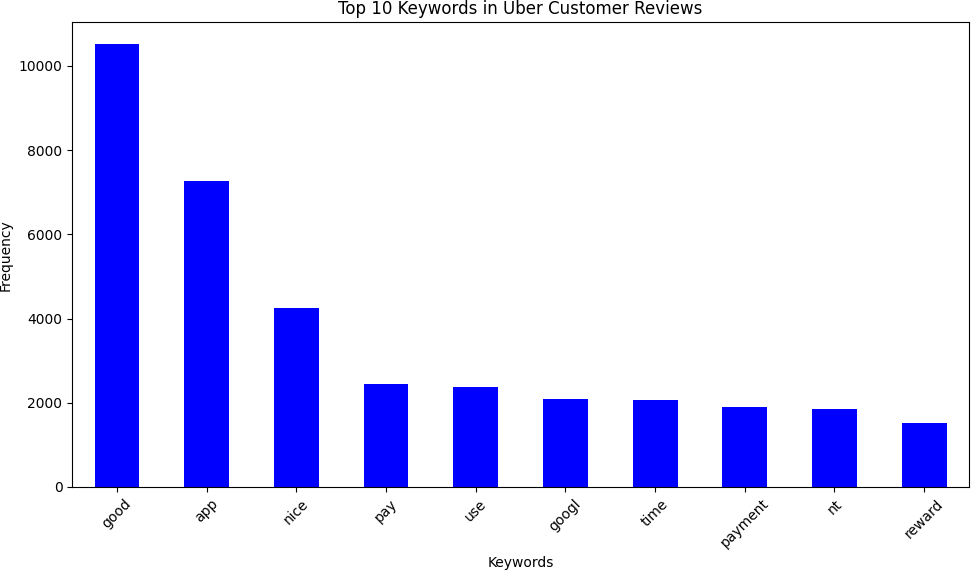 Top 10 Keywords in Uber Customer Reviews
10000
8000
6000
4000
2000
0
Frequency
good app nice pay use googl time payment nt reward
Keywords